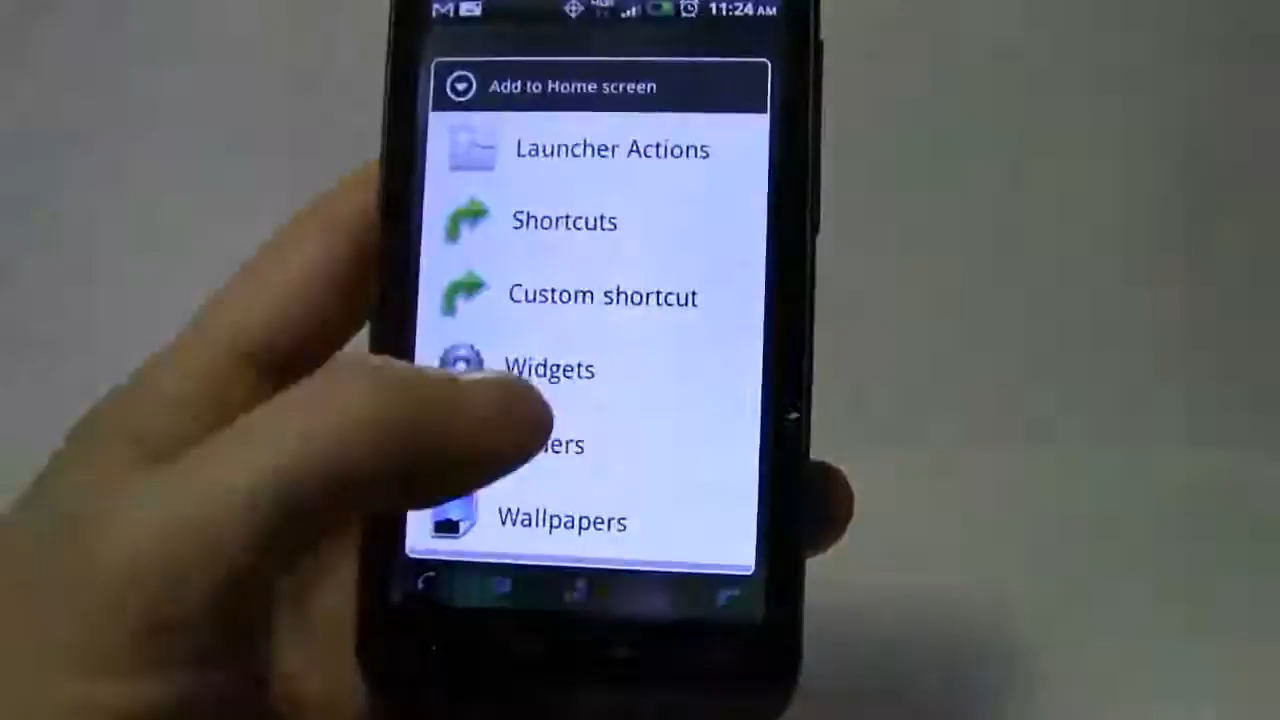 11:24 AM
Add to Home screen
Launcher Actions
Shortcuts
Custom shortcut
Widgets
Wallpapers